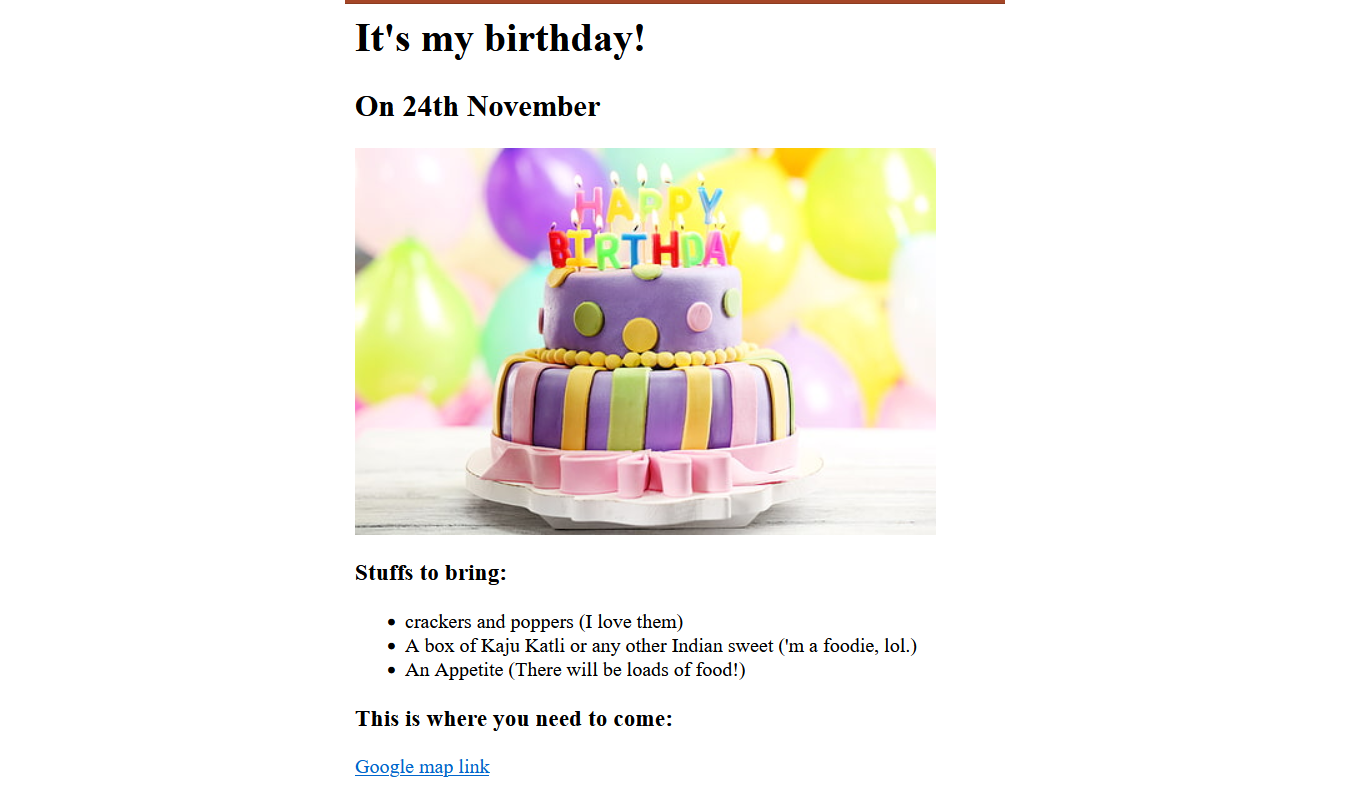 It's my birthday!
On 24th November
HAPPY
BIRTHDAY
Stuffs to bring:
crackers and poppers (I love them)
A box of Kaju Katli or any other Indian sweet ('m a foodie, lol.)
An Appetite (There will be loads of food!)
This is where you need to come:
Google map link